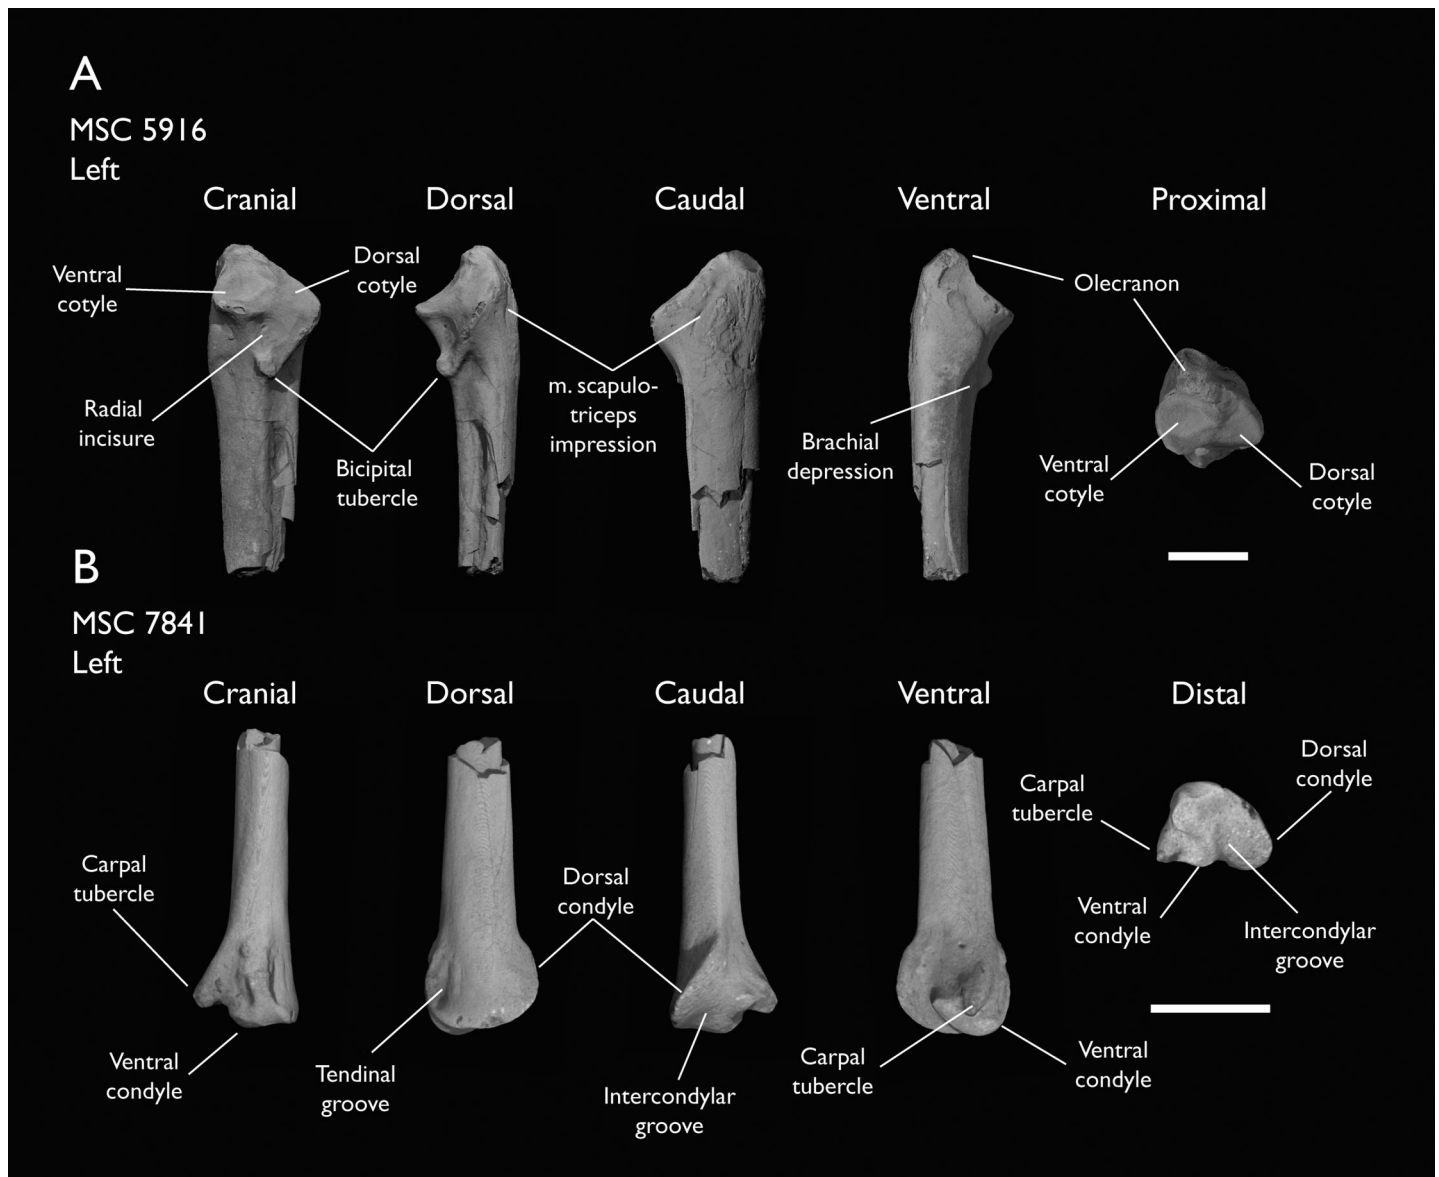 A
MSC 5916
Left
Cranial
Dorsal
Caudal
Ventral
Proximal
Ventral
cotyle
Dorsal
cotyle
Radial
incisure
Bicipital
tubercle
m. scapulo-
triceps
impression
Brachial
depression
Olecranon
Ventral
cotyle
Dorsal
cotyle
B
MSC 7841
Left
Cranial
Dorsal
Caudal
Ventral
Distal
Carpal
tubercle
Ventral
condyle
Tendinal
groove
Dorsal
condyle
Intercondylar
groove
Carpal
tubercle
Ventral
condyle
Carpal
tubercle
Dorsal
condyle
Ventral
condyle
Intercondylar
groove